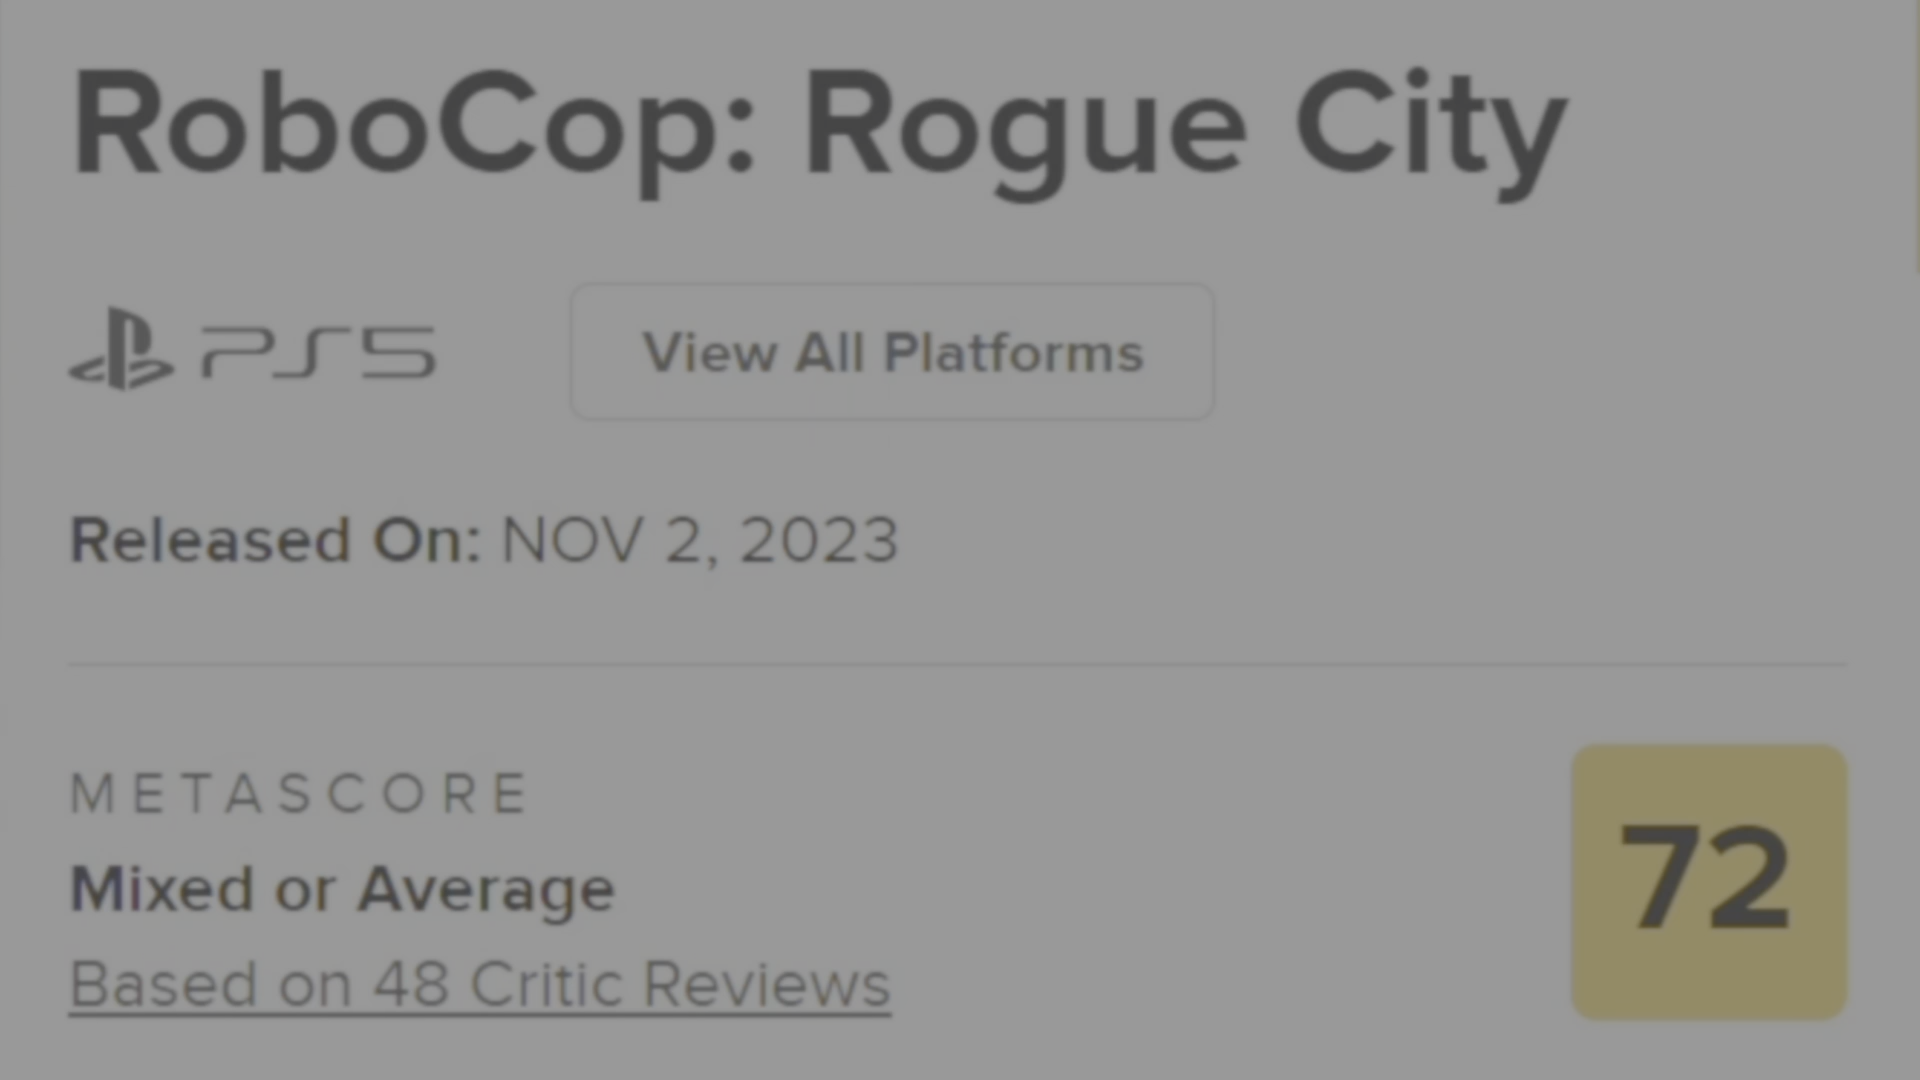 RoboCop: Rogue City
PS5
View All Platforms
Released On: NOV 2, 2023
METASCORE
Mixed or Average
Based on 48 Critic Reviews
72